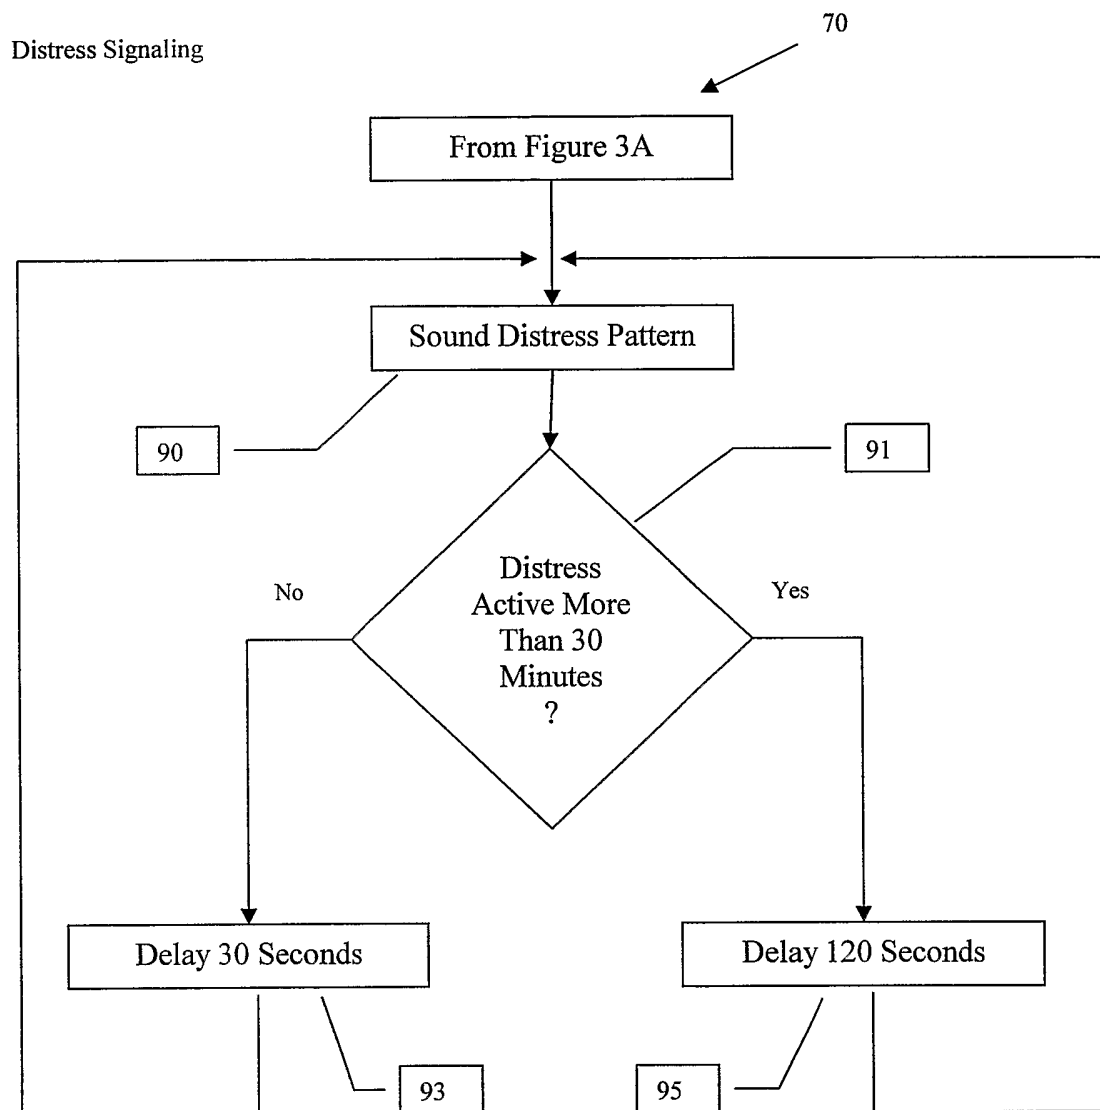 70
Distress Signaling
From Figure 3A
Sound Distress Pattern
90
91
Distress
Active More
Than 30
Minutes
?
No
Yes
Delay 30 Seconds
Delay 120 Seconds
93
95